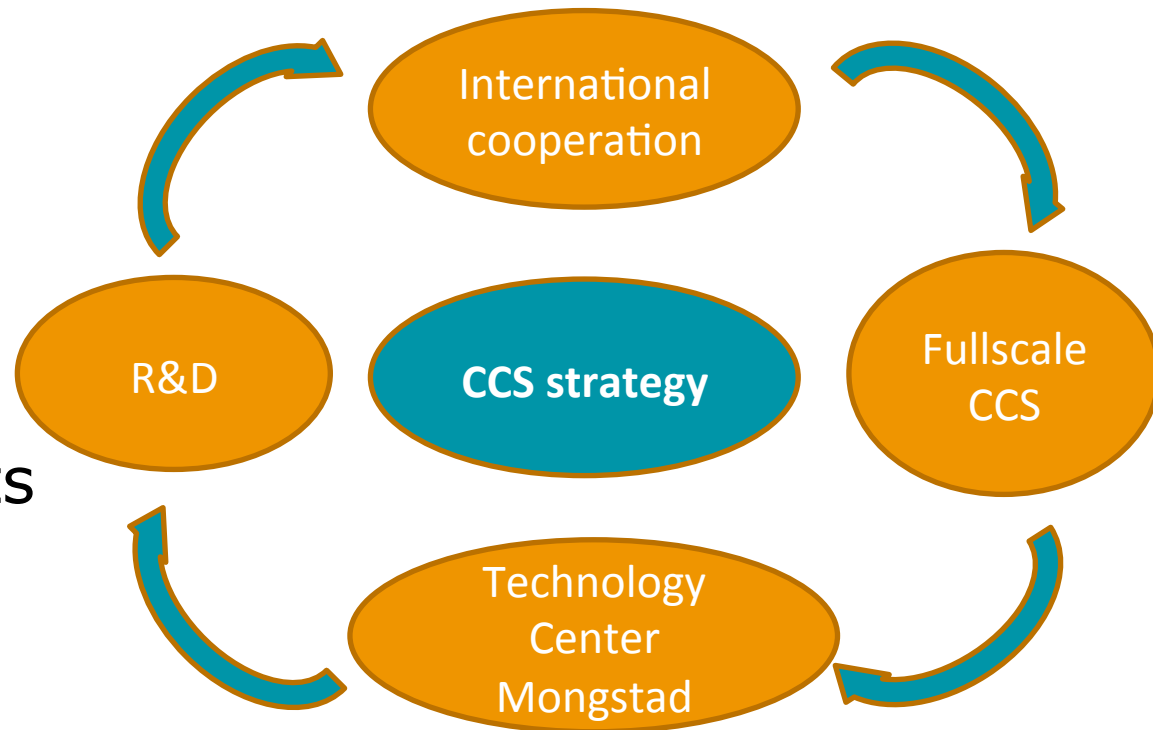 International
cooperation
R&D
CCS strategy
Fullscale
CCS
Technology
Center
Mongstad